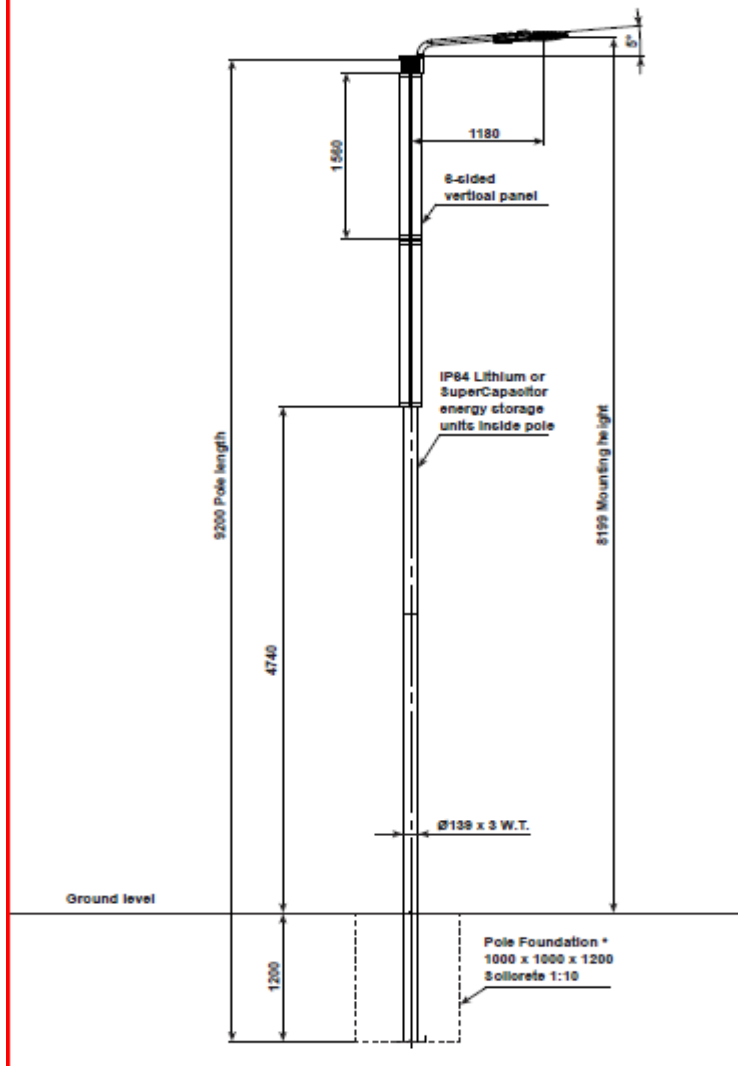 5°
1180
1560
6-sided
vertical panel
IP64 Lithium or
SuperCapacitor
energy storage
units inside pole
9200 Pole length
8199 Mounting height
4740
Ø139 x 3 W.T.
Ground level
Pole Foundation *
1000 x 1000 x 1200
Soilcrete 1:10
1200